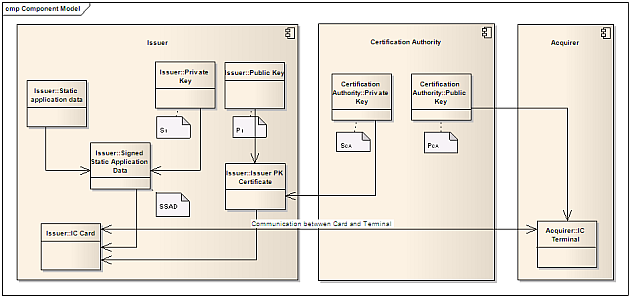 cmp Component Model
Issuer
Certification Authority
Acquirer
Issuer::Static
application data
Issuer::Private
Key
Issuer::Public Key
Certification
Authority::Private
Key
Certification
Authority::Public
Key
SI
PI
SCA
PCA
Issuer::Signed
Static Application
Data
Issuer::Issuer PK
Certificate
SSAD
Communication between Card and Terminal
Issuer::IC Card
Acquirer::IC
Terminal